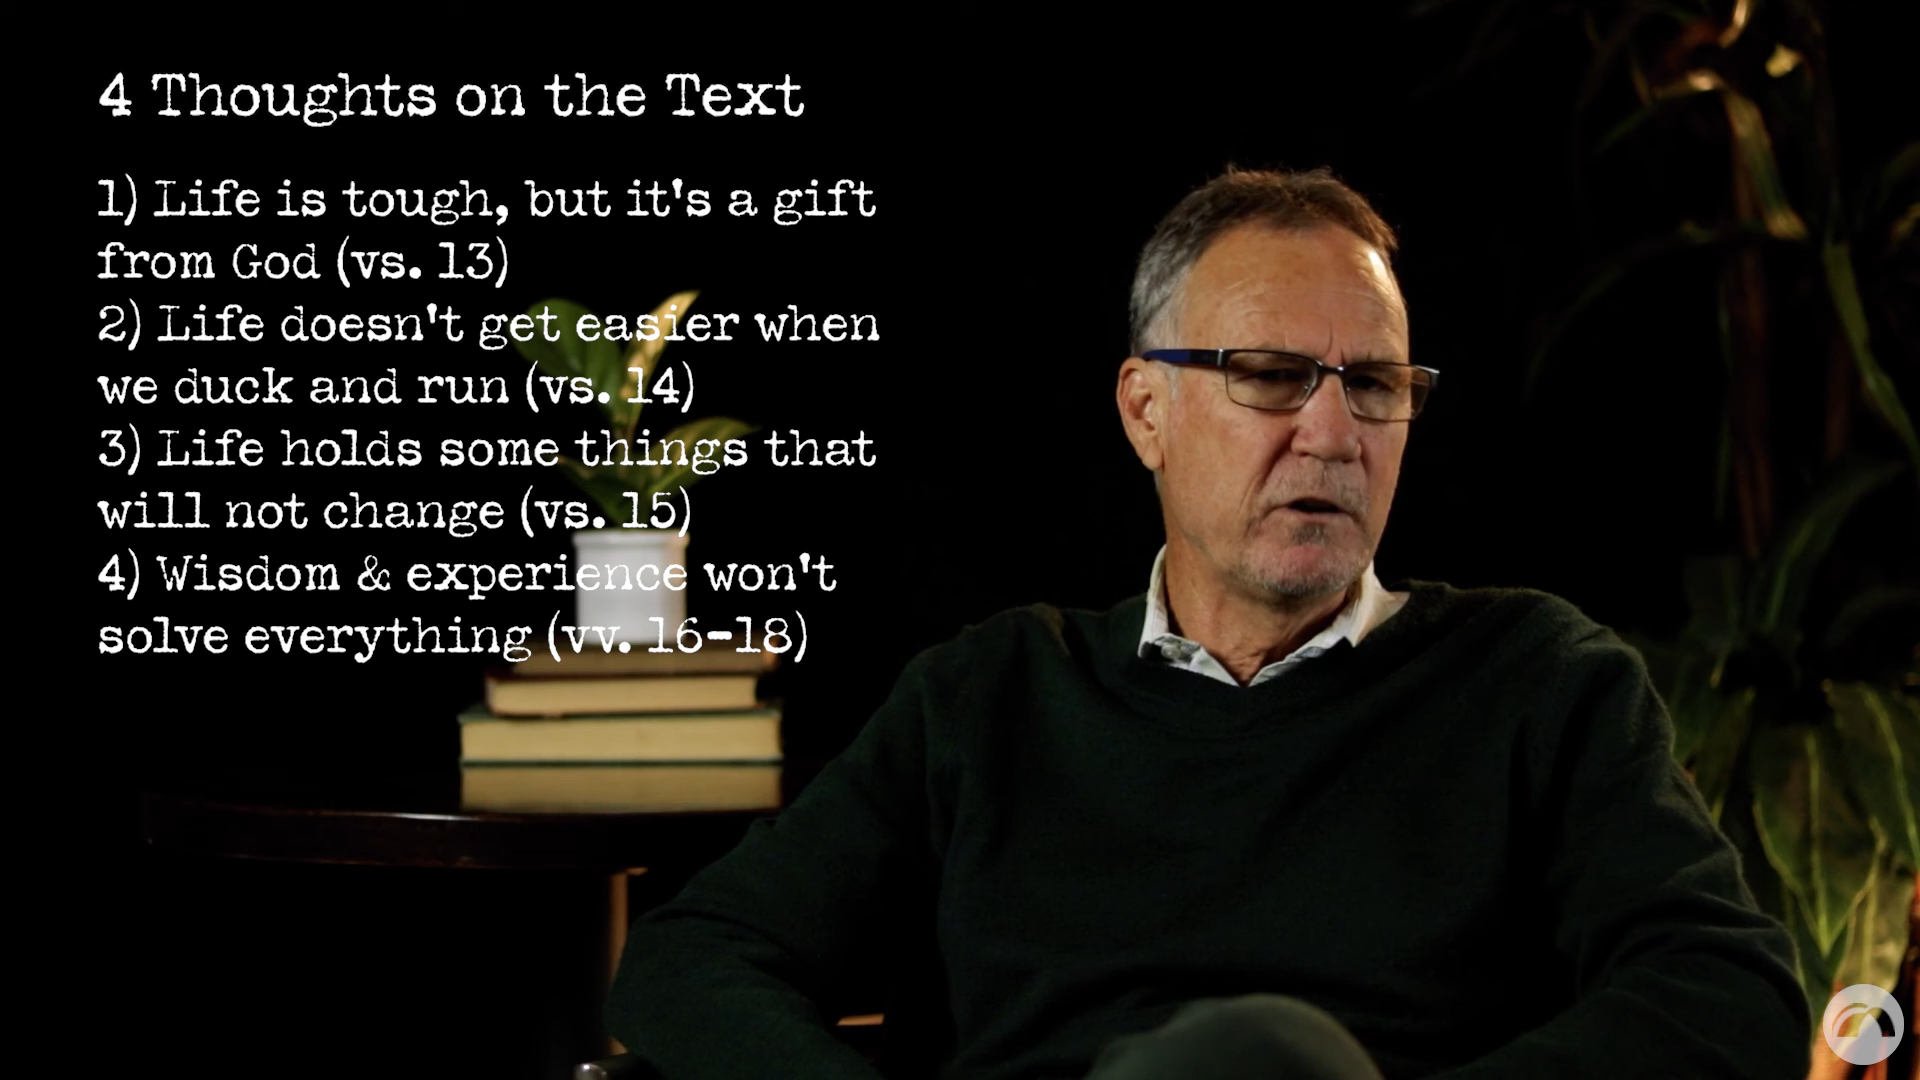 4 Thoughts on the Text
1) Life is tough, but it's a gift
from God (vs. 13)
2) Life doesn't get easier when
we duck and run (vs. 14)
3) Life holds some things that
will not change (vs. 15)
4) Wisdom & experience won't
solve everything (vv. 16-18)